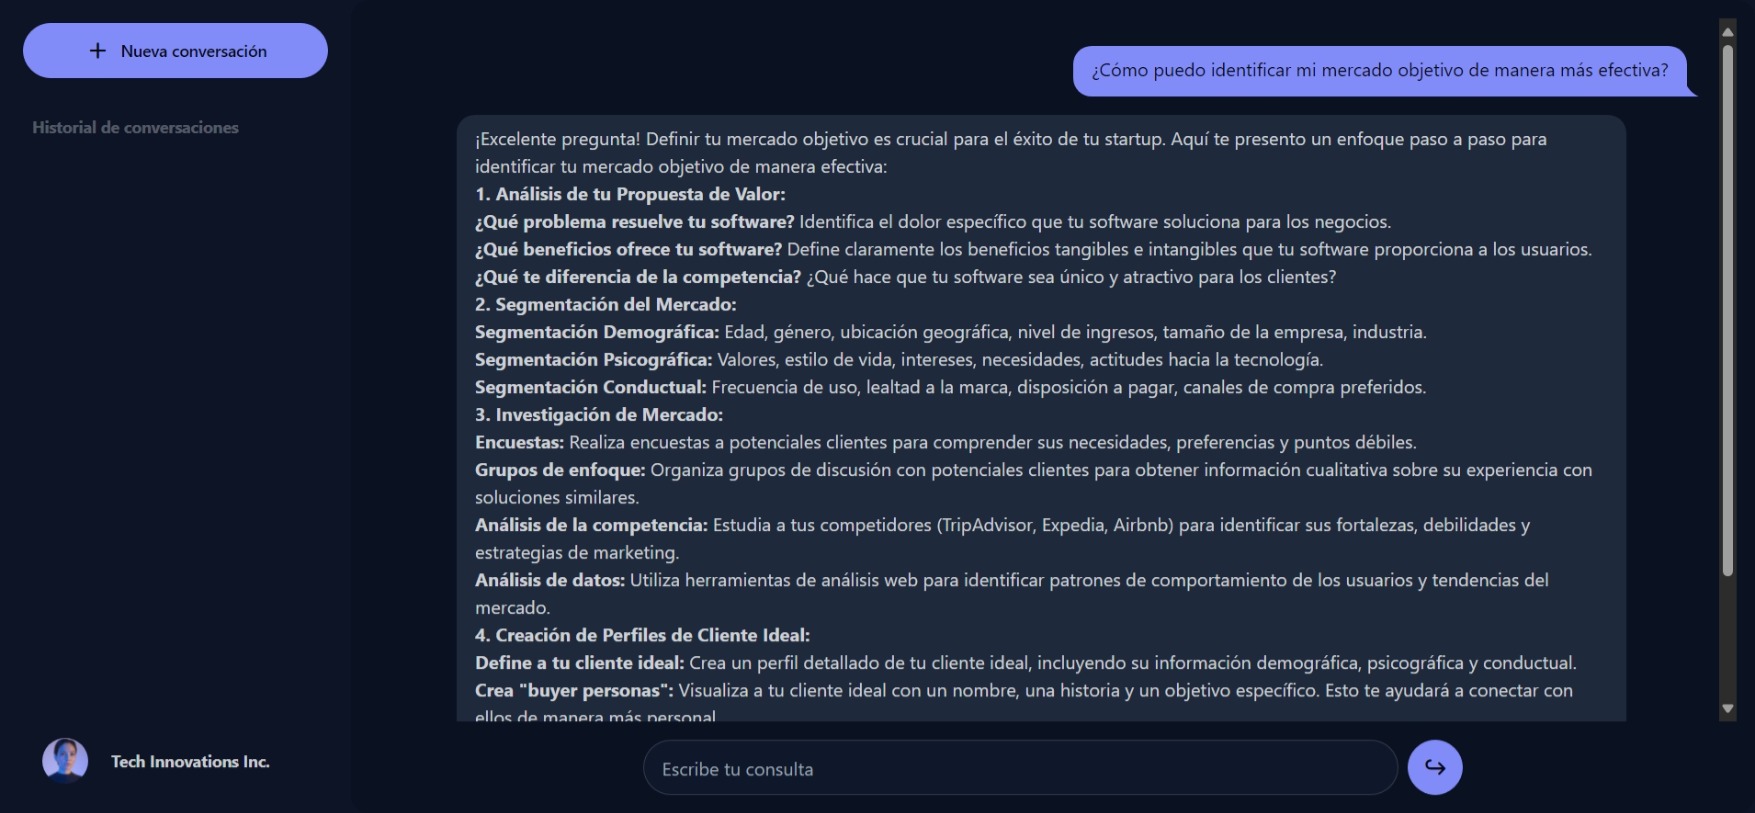 Nueva conversación
Historial de conversaciones
¿Cómo puedo identificar mi mercado objetivo de manera más efectiva?
¡Excelente pregunta! Definir tu mercado objetivo es crucial para el éxito de tu startup. Aquí te presento un enfoque paso a paso para
identificar tu mercado objetivo de manera efectiva:
1. Análisis de tu Propuesta de Valor:
¿Qué problema resuelve tu software? Identifica el dolor específico que tu software soluciona para los negocios.
¿Qué beneficios ofrece tu software? Define claramente los beneficios tangibles e intangibles que tu software proporciona a los usuarios.
¿Qué te diferencia de la competencia? ¿Qué hace que tu software sea único y atractivo para los clientes?
2. Segmentación del Mercado:
Segmentación Demográfica: Edad, género, ubicación geográfica, nivel de ingresos, tamaño de la empresa, industria.
Segmentación Psicográfica: Valores, estilo de vida, intereses, necesidades, actitudes hacia la tecnología.
Segmentación Conductual: Frecuencia de uso, lealtad a la marca, disposición a pagar, canales de compra preferidos.
3. Investigación de Mercado:
Encuestas: Realiza encuestas a potenciales clientes para comprender sus necesidades, preferencias y puntos débiles.
Grupos de enfoque: Organiza grupos de discusión con potenciales clientes para obtener información cualitativa sobre su experiencia con
soluciones similares.
Análisis de la competencia: Estudia a tus competidores (TripAdvisor, Expedia, Airbnb) para identificar sus fortalezas, debilidades y
estrategias de marketing.
Análisis de datos: Utiliza herramientas de análisis web para identificar patrones de comportamiento de los usuarios y tendencias del
mercado.
4. Creación de Perfiles de Cliente Ideal:
Define a tu cliente ideal: Crea un perfil detallado de tu cliente ideal, incluyendo su información demográfica, psicográfica y conductual.
Crea "buyer personas": Visualiza a tu cliente ideal con un nombre, una historia y un objetivo específico. Esto te ayudará a conectar con
ellos de manera más personal
Tech Innovations Inc.
Escribe tu consulta